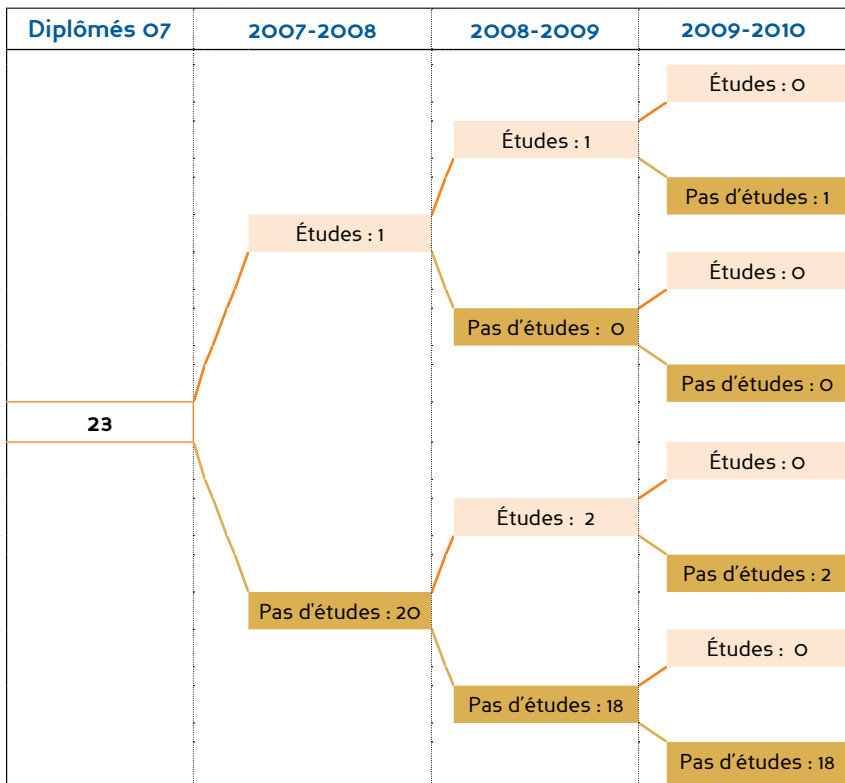 Diplômés 07 2007-2008 2008-2009 2009-2010
Études : 0
Études : 1
Pas d'études : 1
Études : 1
Études : 0
Pas d'études : 0
Pas d'études : 0
23
Études : 0
Études : 2
Pas d'études : 2
Pas d'études : 20
Études : 0
Pas d'études : 18
Pas d'études : 18